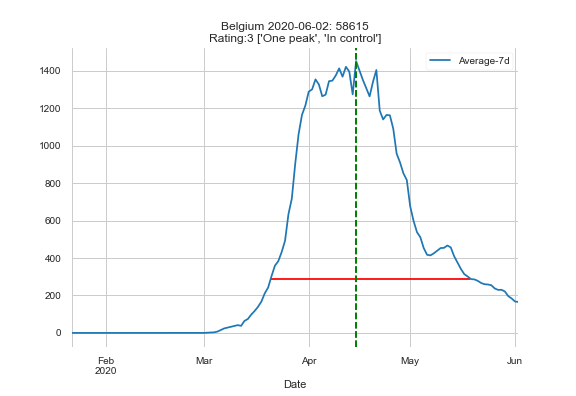 Belgium 2020-06-02: 58615
Rating:3 ['One peak', 'In control']
Average-7d
1400
1200
1000
800
600
400
200
0
Feb
2020
Mar
Apr
May
Jun
Date